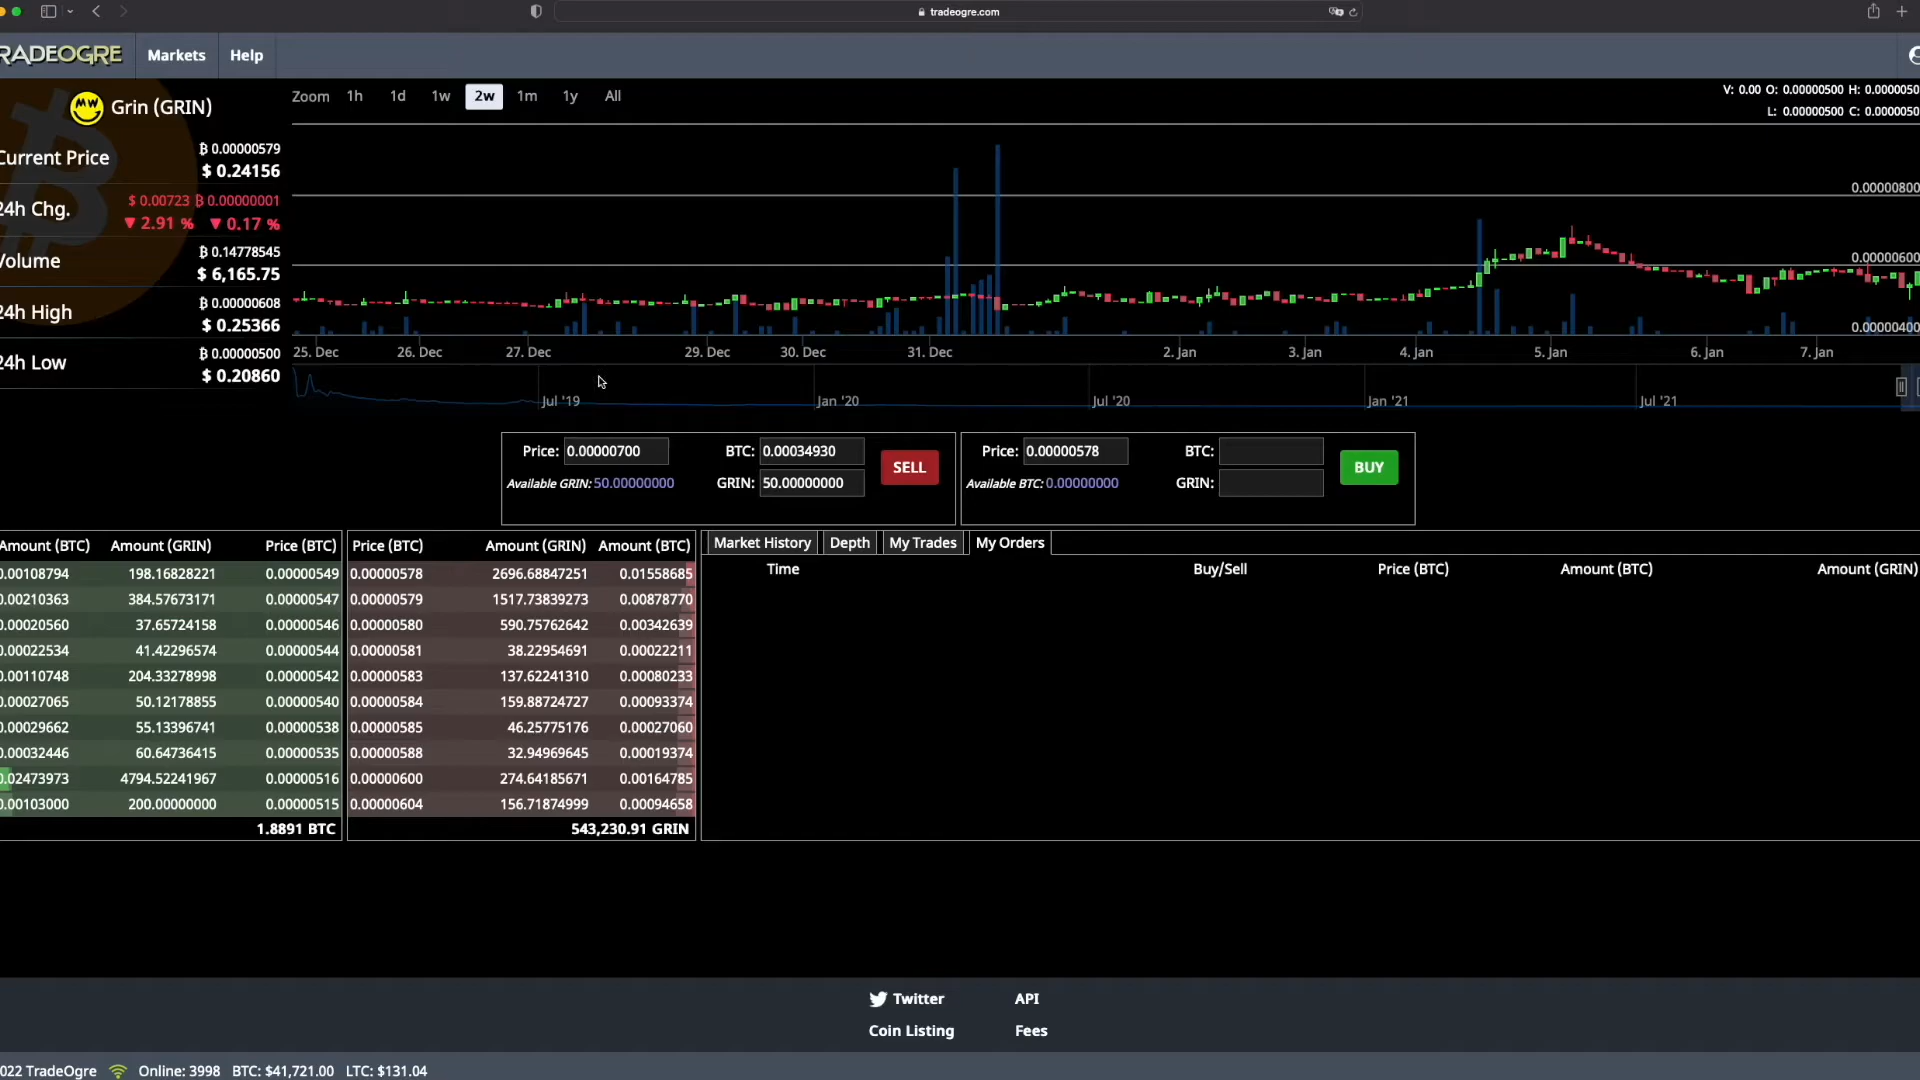 tradeogre.com
RADEOGRE Markets Help
MW Grin (GRIN)
Zoom 1h 1d 1w 2w 1m 1y All
V: 0.00 O: 0.00000500 H: 0.0000050
L: 0.00000500 C: 0.0000050
Current Price ₿ 0.00000579
$ 0.24156
24h Chg. $ 0.00723 ₿ 0.00000001
▼ 2.91 % ▼ 0.17 %
Volume ₿ 0.14778545
$ 6,165.75
24h High ₿ 0.00000608
$ 0.25366
24h Low ₿ 0.00000500
$ 0.20860
0.00000800
0.00000600
0.00000400
25. Dec 26. Dec 27. Dec 29. Dec 30. Dec 31. Dec 2. Jan 3. Jan 4. Jan 5. Jan 6. Jan 7. Jan
Jul '19 Jan '20 Jul '20 Jan '21 Jul '21
Price: 0.00000700 BTC: 0.00034930 SELL
Available GRIN: 50.00000000 GRIN: 50.00000000
Price: 0.00000578 BTC: BUY
Available BTC: 0.00000000 GRIN:
Amount (BTC) Amount (GRIN) Price (BTC)
0.00108794 198.16828221 0.00000549
0.00210363 384.57673171 0.00000547
0.00020560 37.65724158 0.00000546
0.00022534 41.42296574 0.00000544
0.00110748 204.33278998 0.00000542
0.00027065 50.12178855 0.00000540
0.00029662 55.13396741 0.00000538
0.00032446 60.64736415 0.00000535
0.02473973 4794.52241967 0.00000516
0.00103000 200.00000000 0.00000515
1.8891 BTC
Price (BTC) Amount (GRIN) Amount (BTC)
0.00000578 2696.68847251 0.01558685
0.00000579 1517.73839273 0.00878770
0.00000580 590.75762642 0.00342639
0.00000581 38.22954691 0.00022211
0.00000583 137.62241310 0.00080233
0.00000584 159.88724727 0.00093374
0.00000585 46.25775176 0.00027060
0.00000588 32.94969645 0.00019374
0.00000600 274.64185671 0.00164785
0.00000604 156.71874999 0.00094658
543,230.91 GRIN
Market History Depth My Trades My Orders
Time Buy/Sell Price (BTC) Amount (BTC) Amount (GRIN)
Twitter API
Coin Listing Fees
022 TradeOgre Online: 3998 BTC: $41,721.00 LTC: $131.04